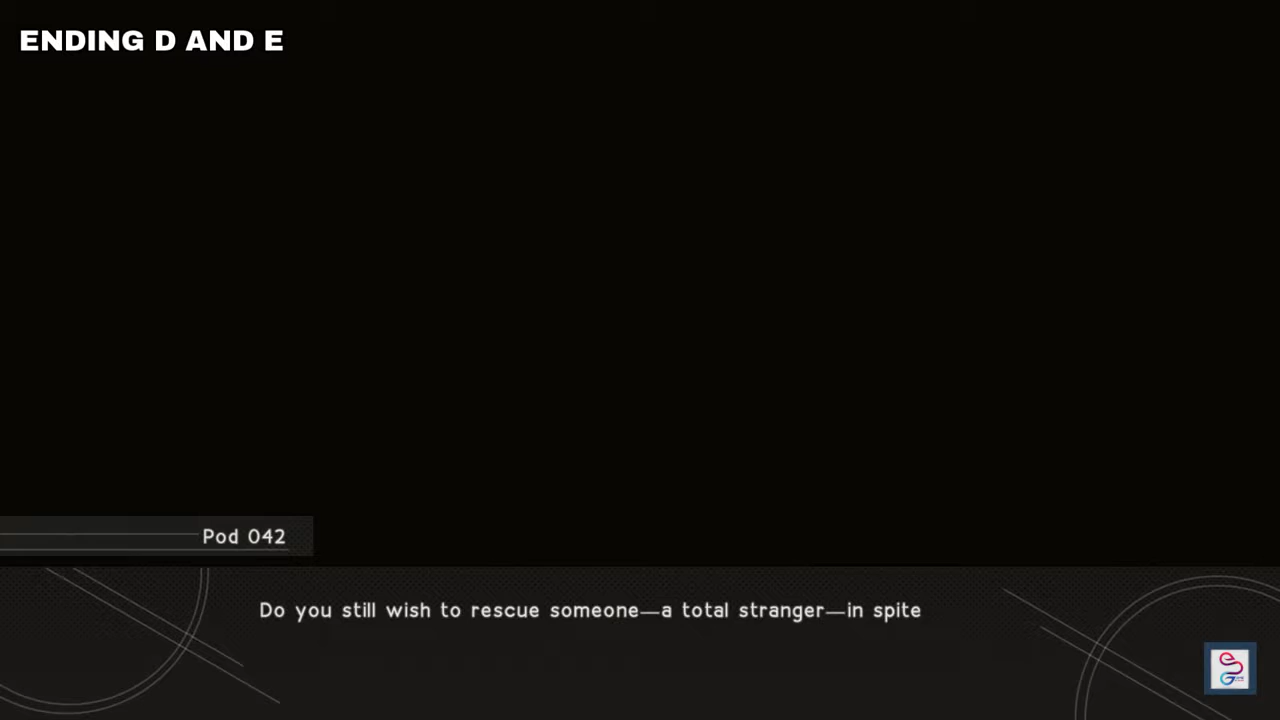 ENDING D AND E
Pod 042
Do you still wish to rescue someone—a total stranger—in spite